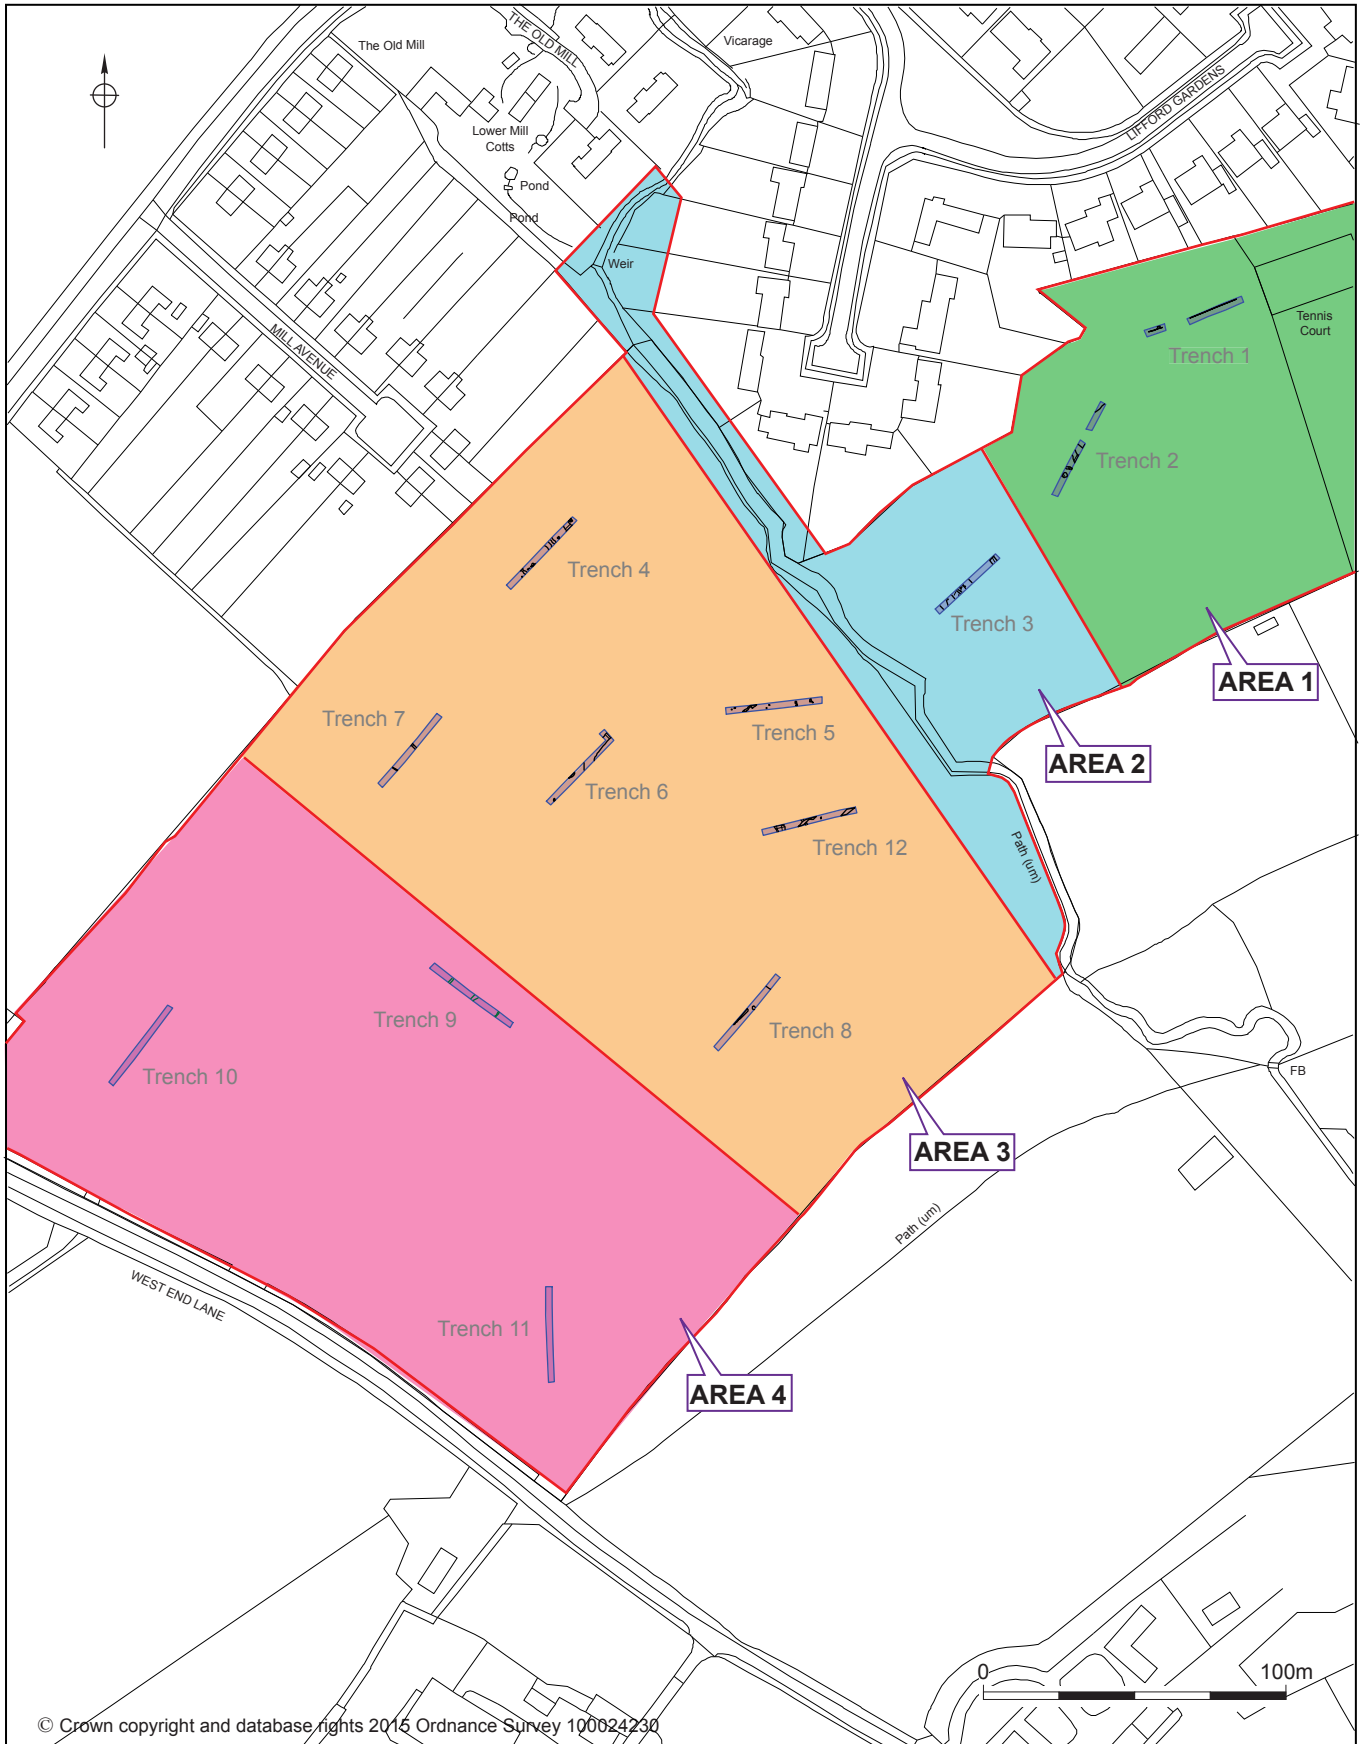 The Old Mill
THE OLD MILL
Vicarage
LIFFORD GARDENS
Lower Mill
Cotts
Pond
Pond
Weir
MILL AVENUE
Tennis
Court
Trench 1
Trench 2
Trench 4
Trench 3
AREA 1
Trench 7
Trench 5
AREA 2
Trench 6
Trench 12
Path (um)
Trench 9
Trench 8
Trench 10
FB
AREA 3
Path (um)
WEST END LANE
Trench 11
AREA 4
0 100m
© Crown copyright and database rights 2015 Ordnance Survey 100024230